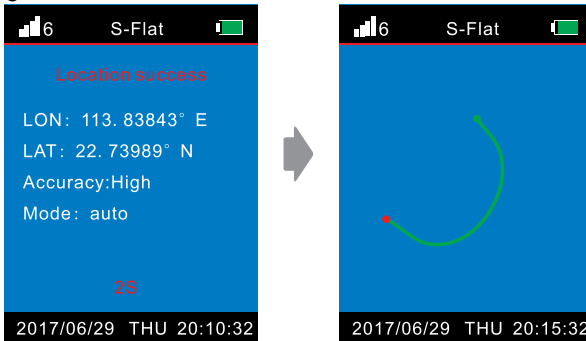 6 S-Flat
Location success
LON: 113.83843° E
LAT: 22.73989° N
Accuracy:High
Mode: auto
2S
2017/06/29 THU 20:10:32
6 S-Flat
2017/06/29 THU 20:15:32